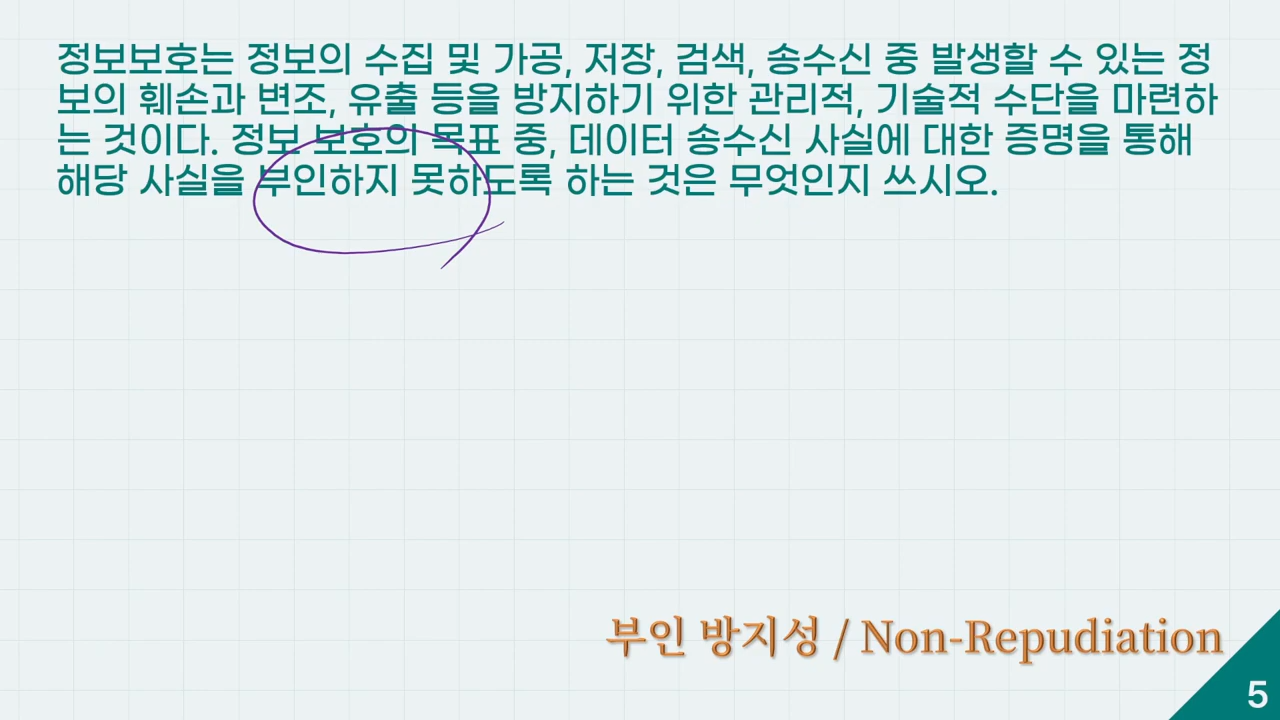 정보보호는 정보의 수집 및 가공, 저장, 검색, 송수신 중 발생할 수 있는 정
보의 훼손과 변조, 유출 등을 방지하기 위한 관리적, 기술적 수단을 마련하
는 것이다. 정보 보호의 목표 중, 데이터 송수신 사실에 대한 증명을 통해
해당 사실을 부인하지 못하도록 하는 것은 무엇인지 쓰시오.
부인 방지성 / Non-Repudiation
5